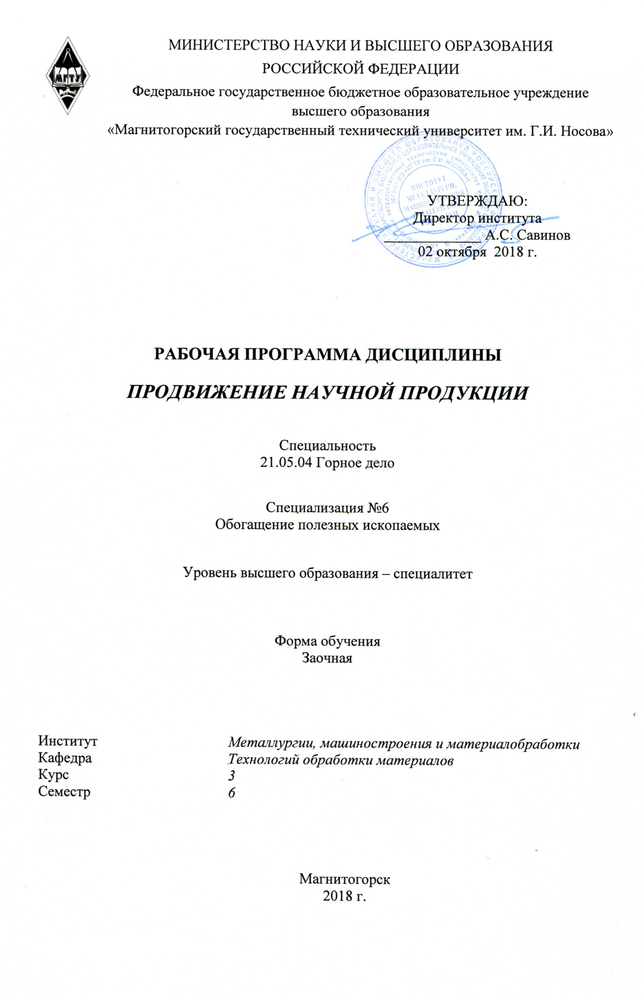 МИНИСТЕРСТВО НАУКИ И ВЫСШЕГО ОБРАЗОВАНИЯ
РОССИЙСКОЙ ФЕДЕРАЦИИ
Федеральное государственное бюджетное образовательное учреждение
высшего образования
«Магнитогорский государственный технический университет им. Г.И. Носова»
МГТУ
УТВЕРЖДАЮ:
Директор института
А.С. Савинов
02 октября 2018 г.
РАБОЧАЯ ПРОГРАММА ДИСЦИПЛИНЫ
ПРОДВИЖЕНИЕ НАУЧНОЙ ПРОДУКЦИИ
Специальность
21.05.04 Горное дело
Специализация №6
Обогащение полезных ископаемых
Уровень высшего образования – специалитет
Форма обучения
Заочная
Институт Металлургии, машиностроения и материалобработки
Кафедра Технологий обработки материалов
Курс 3
Семестр 6
Магнитогорск
2018 г.